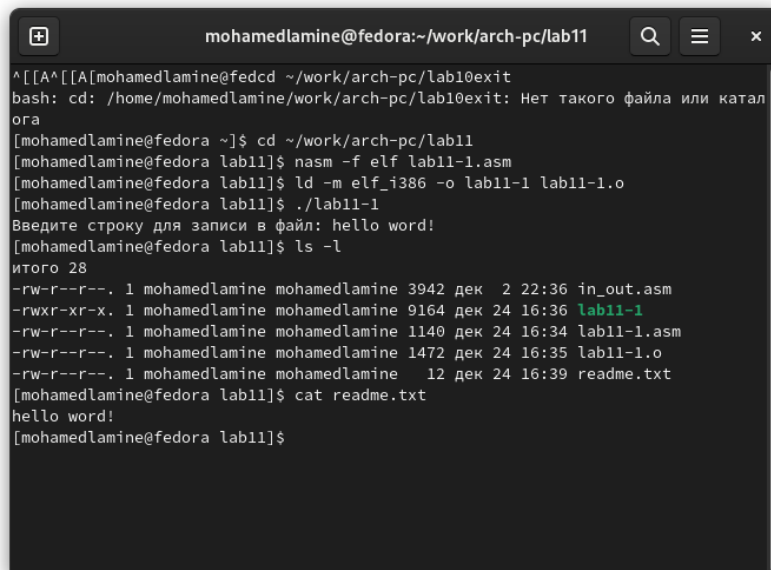 mohamedlamine@fedora:~/work/arch-pc/lab11
^[[A^[[A[mohamedlamine@fedcd ~/work/arch-pc/lab10exit
bash: cd: /home/mohamedlamine/work/arch-pc/lab10exit: Нет такого файла или катал
ога
[mohamedlamine@fedora ~]$ cd ~/work/arch-pc/lab11
[mohamedlamine@fedora lab11]$ nasm -f elf lab11-1.asm
[mohamedlamine@fedora lab11]$ ld -m elf_i386 -o lab11-1 lab11-1.o
[mohamedlamine@fedora lab11]$ ./lab11-1
Введите строку для записи в файл: hello word!
[mohamedlamine@fedora lab11]$ ls -l
итого 28
-rw-r--r--. 1 mohamedlamine mohamedlamine 3942 дек  2 22:36 in_out.asm
-rwxr-xr-x. 1 mohamedlamine mohamedlamine 9164 дек 24 16:36 lab11-1
-rw-r--r--. 1 mohamedlamine mohamedlamine 1140 дек 24 16:34 lab11-1.asm
-rw-r--r--. 1 mohamedlamine mohamedlamine 1472 дек 24 16:35 lab11-1.o
-rw-r--r--. 1 mohamedlamine mohamedlamine   12 дек 24 16:39 readme.txt
[mohamedlamine@fedora lab11]$ cat readme.txt
hello word!
[mohamedlamine@fedora lab11]$